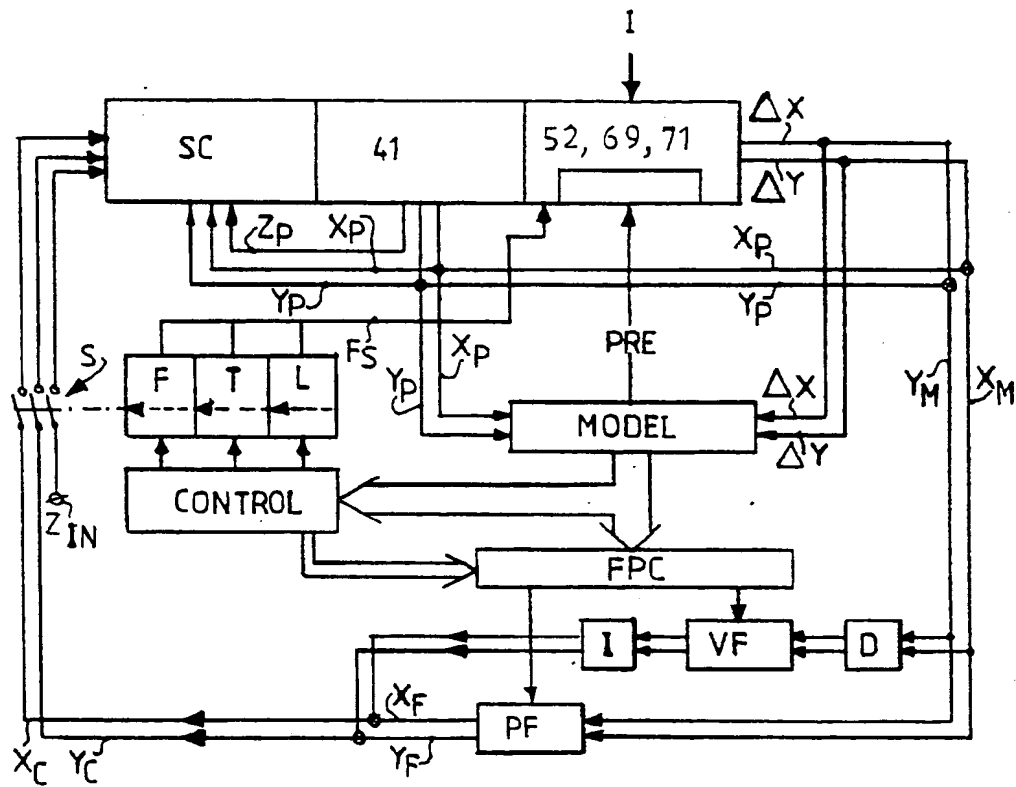 I
SC 41 52, 69, 71
ΔX
ΔY
ZP XP
XP
YP
YP
FS
PRE
XP
YP
YM
XM
S
F T L
ΔX
MODEL
ΔY
CONTROL
ZIN
FPC
I VF D
XF
PF
XC YC YF